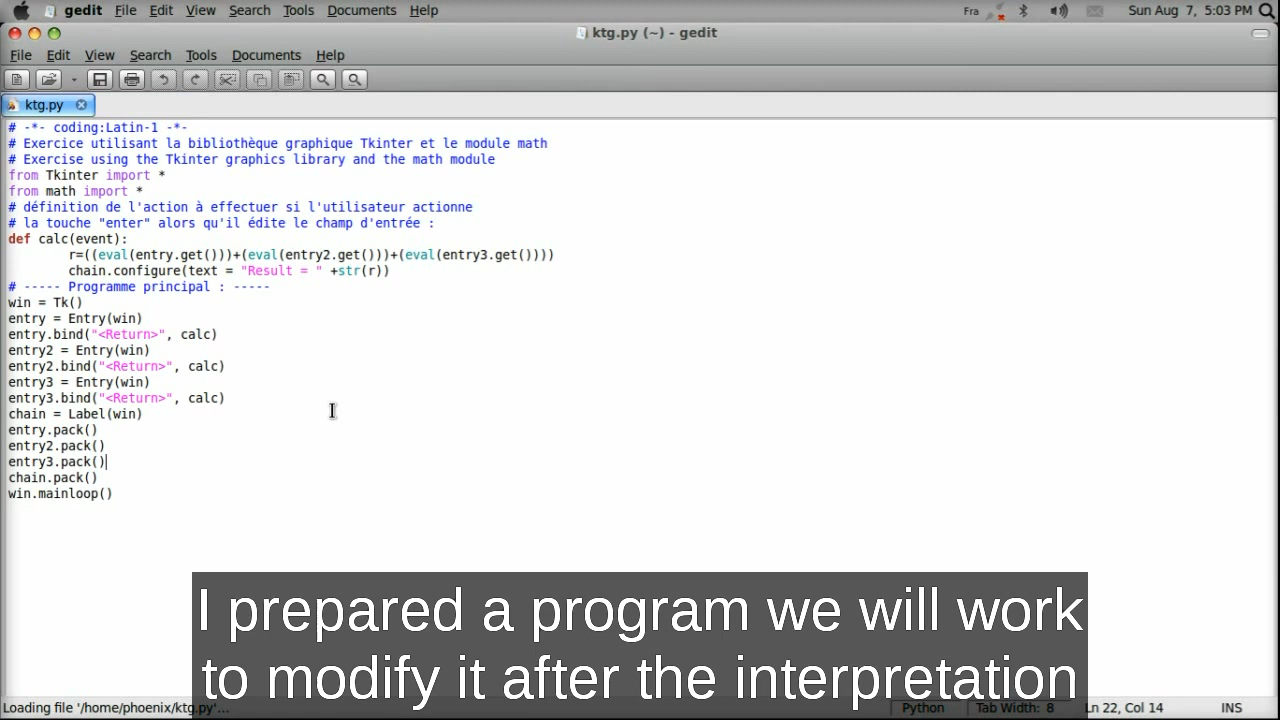 gedit File Edit View Search Tools Documents Help Fra Sun Aug 7, 5:03 PM
ktg.py (~) - gedit
File Edit View Search Tools Documents Help
ktg.py
# -*- coding:Latin-1 -*-
# Exercice utilisant la bibliothèque graphique Tkinter et le module math
# Exercise using the Tkinter graphics library and the math module
from Tkinter import *
from math import *
# définition de l'action à effectuer si l'utilisateur actionne
# la touche "enter" alors qu'il édite le champ d'entrée :
def calc(event):
        r=((eval(entry.get()))+(eval(entry2.get()))+(eval(entry3.get())))
        chain.configure(text = "Result = " +str(r))
# ----- Programme principal : -----
win = Tk()
entry = Entry(win)
entry.bind("<Return>", calc)
entry2 = Entry(win)
entry2.bind("<Return>", calc)
entry3 = Entry(win)
entry3.bind("<Return>", calc)
chain = Label(win)
entry.pack()
entry2.pack()
entry3.pack()
chain.pack()
win.mainloop()
I prepared a program we will work
to modify it after the interpretation
Loading file '/home/phoenix/ktg.py'... Python Tab Width: 8 Ln 22, Col 14 INS